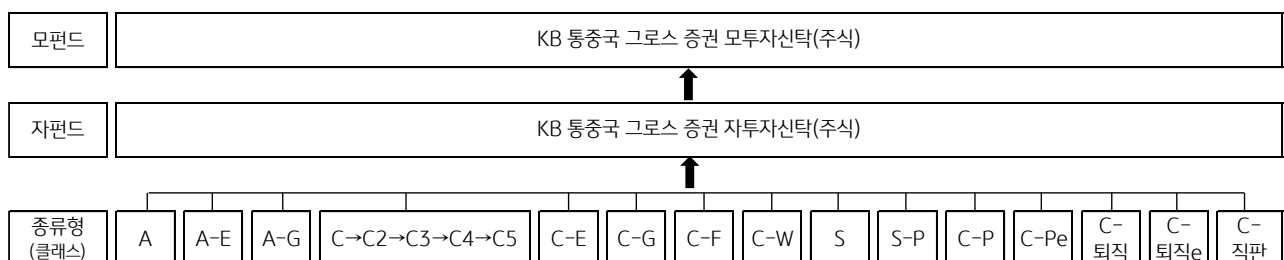 모펀드
KB 통중국 그로스 증권 모투자신탁(주식)
자펀드
KB 통중국 그로스 증권 자투자신탁(주식)
종류형
(클래스)
A
A-E
A-G
C→C2→C3→C4→C5
C-E
C-G
C-F
C-W
S
S-P
C-P
C-Pe
C-
퇴직
C-
퇴직e
C-
직판